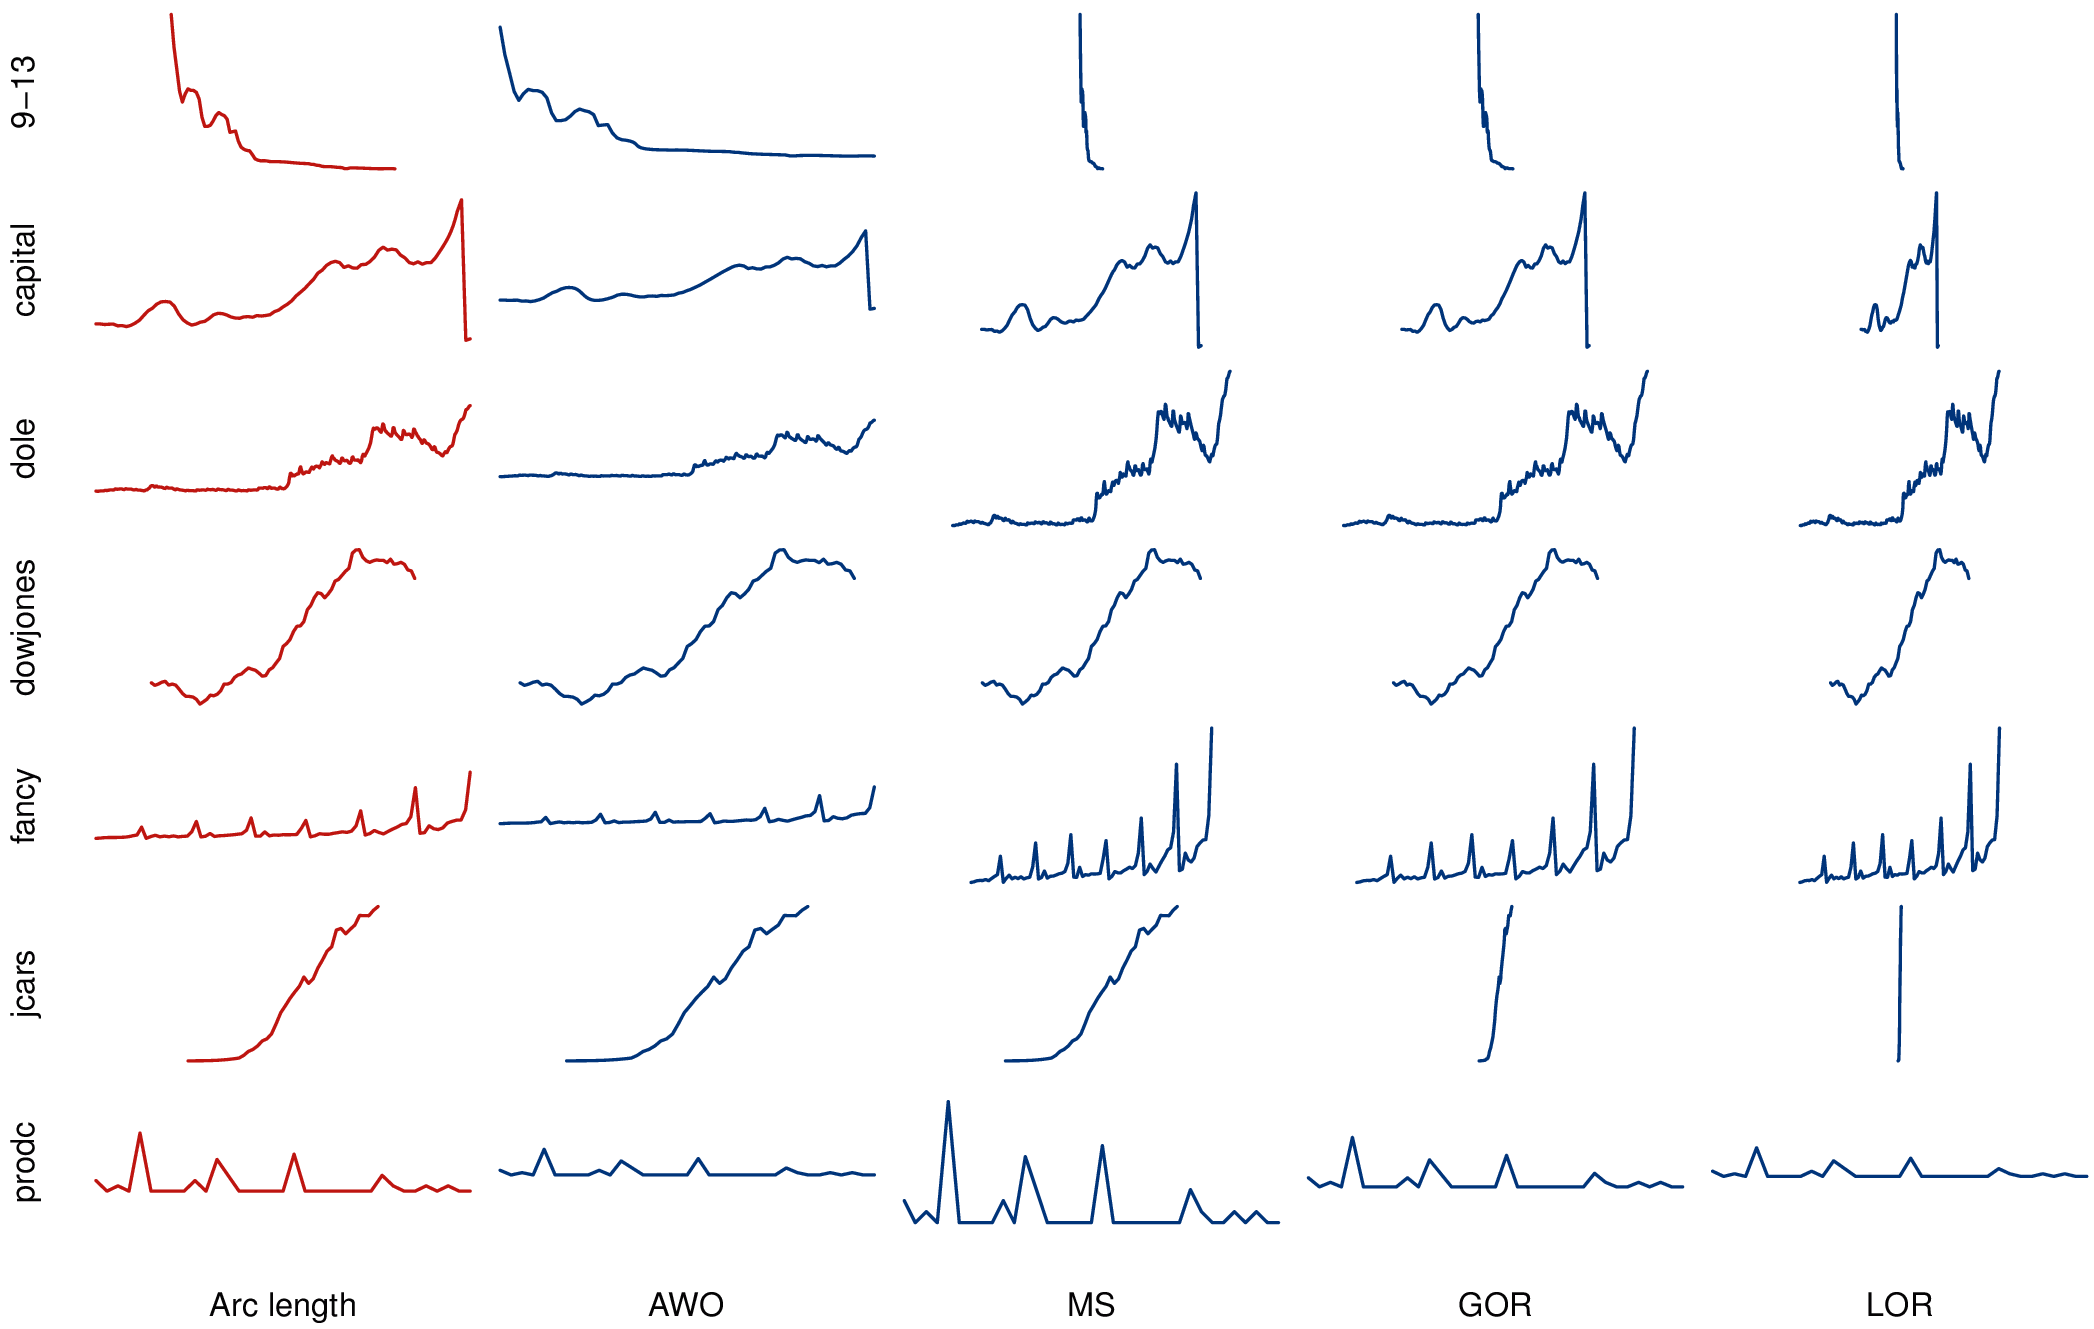 9−13
capital
dole
dowjones
fancy
jcars
prodc
Arc length
AWO
MS
GOR
LOR